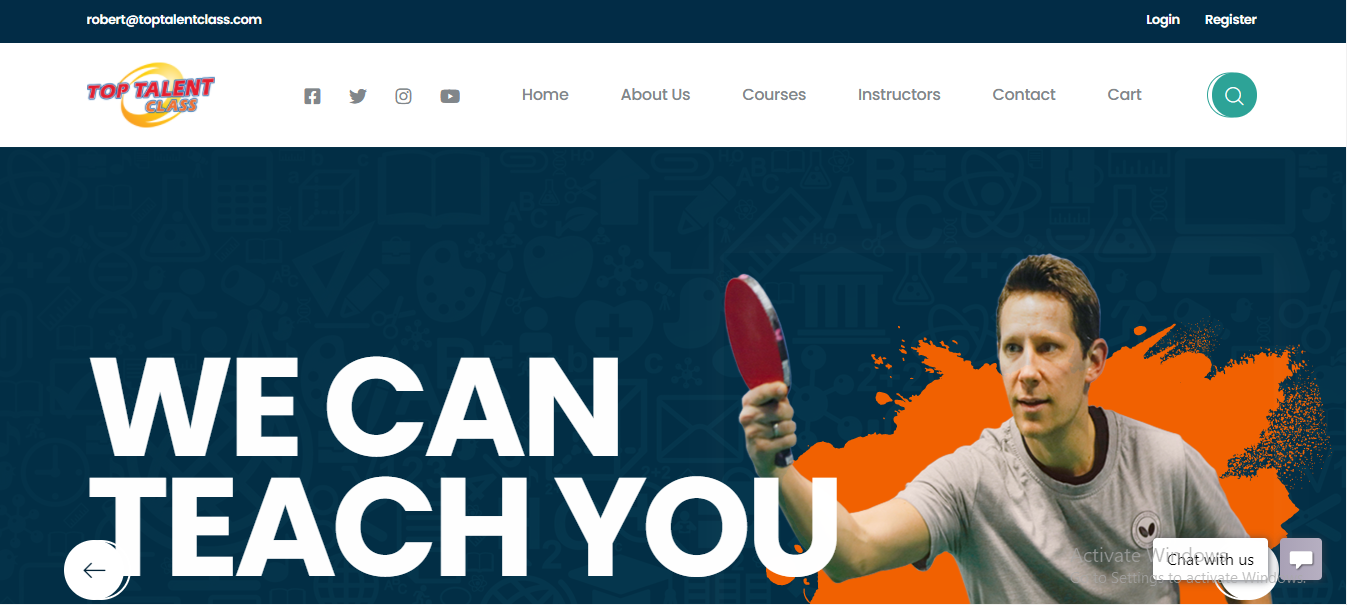 robert@toptalentclass.com
Login
Register
TOP TALENT
CLASS
Home
About Us
Courses
Instructors
Contact
Cart
WE CAN
TEACH YOU
Activate Windows
Chat with us
Go to Settings to activate Windows.